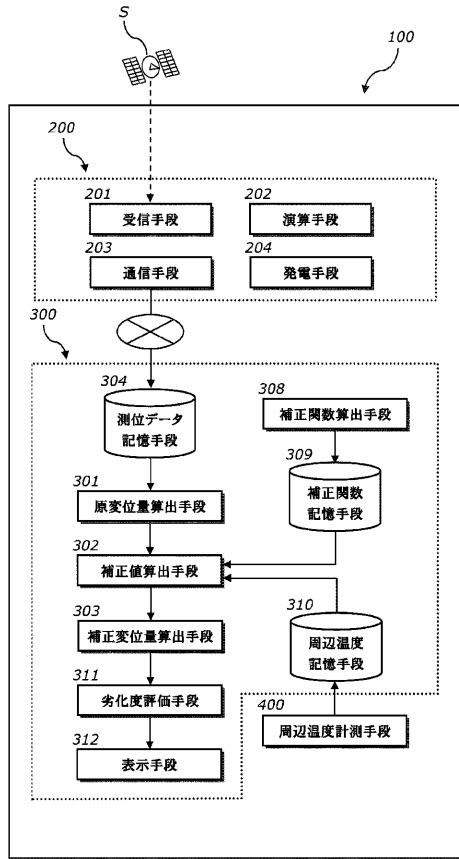 S
100
200
201
受信手段
202
演算手段
203
通信手段
204
発電手段
300
304
測位データ
記憶手段
308
補正関数算出手段
309
補正関数
記憶手段
301
原変位量算出手段
302
補正値算出手段
303
補正変位量算出手段
310
周辺温度
記憶手段
311
劣化度評価手段
400
周辺温度計測手段
312
表示手段